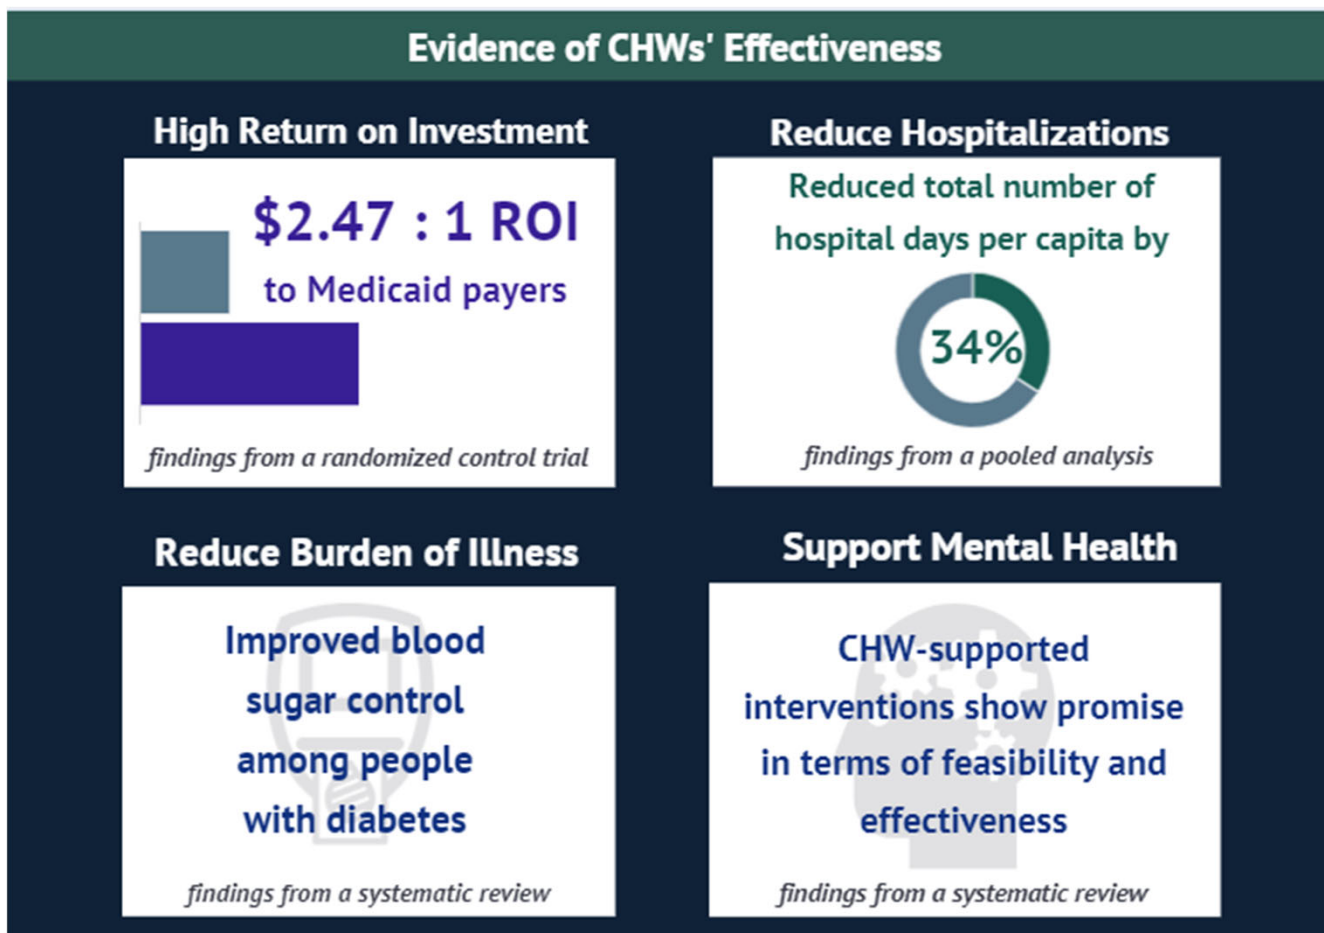 Evidence of CHWs' Effectiveness
High Return on Investment
$2.47 : 1 ROI
to Medicaid payers
findings from a randomized control trial
Reduce Hospitalizations
Reduced total number of
hospital days per capita by
34%
findings from a pooled analysis
Reduce Burden of Illness
Improved blood
sugar control
among people
with diabetes
findings from a systematic review
Support Mental Health
CHW-supported
interventions show promise
in terms of feasibility and
effectiveness
findings from a systematic review